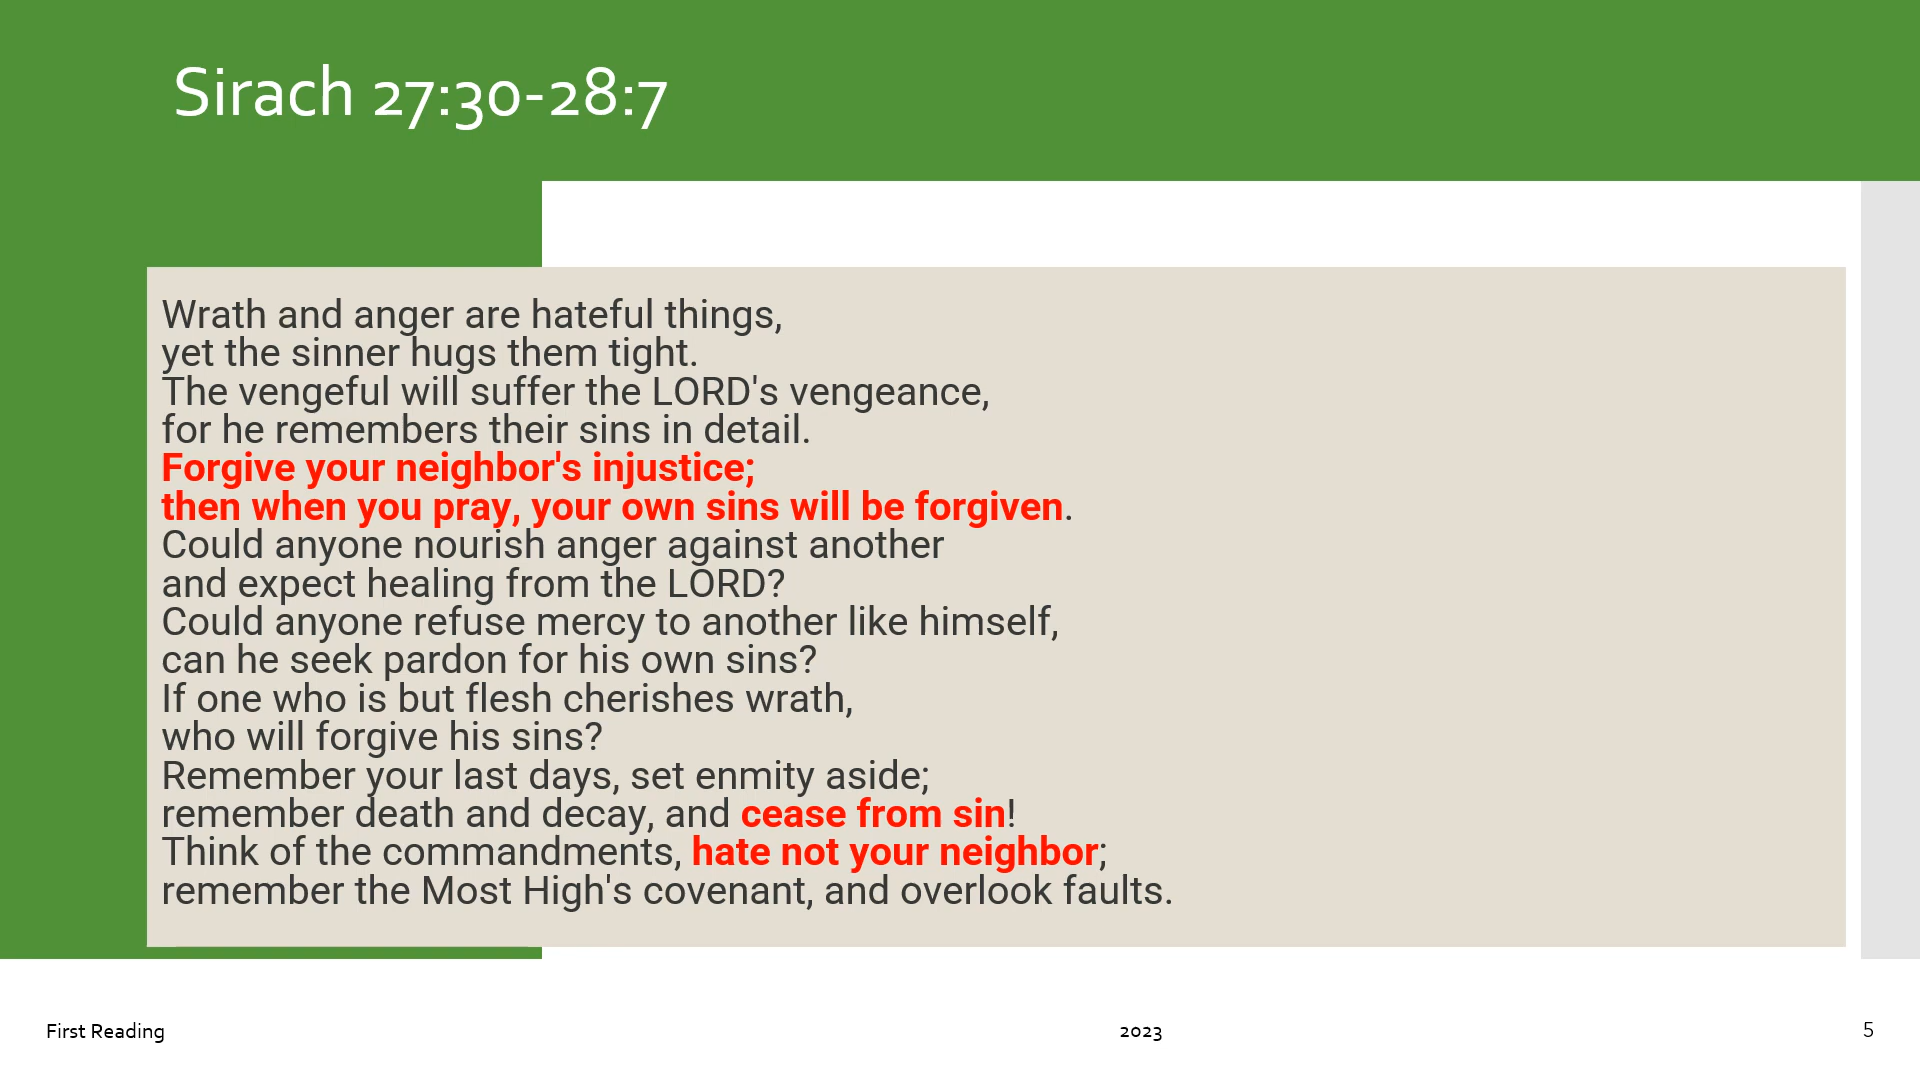 Sirach 27:30-28:7
Wrath and anger are hateful things,
yet the sinner hugs them tight.
The vengeful will suffer the LORD's vengeance,
for he remembers their sins in detail.
Forgive your neighbor's injustice;
then when you pray, your own sins will be forgiven.
Could anyone nourish anger against another
and expect healing from the LORD?
Could anyone refuse mercy to another like himself,
can he seek pardon for his own sins?
If one who is but flesh cherishes wrath,
who will forgive his sins?
Remember your last days, set enmity aside;
remember death and decay, and cease from sin!
Think of the commandments, hate not your neighbor;
remember the Most High's covenant, and overlook faults.
First Reading
2023
5